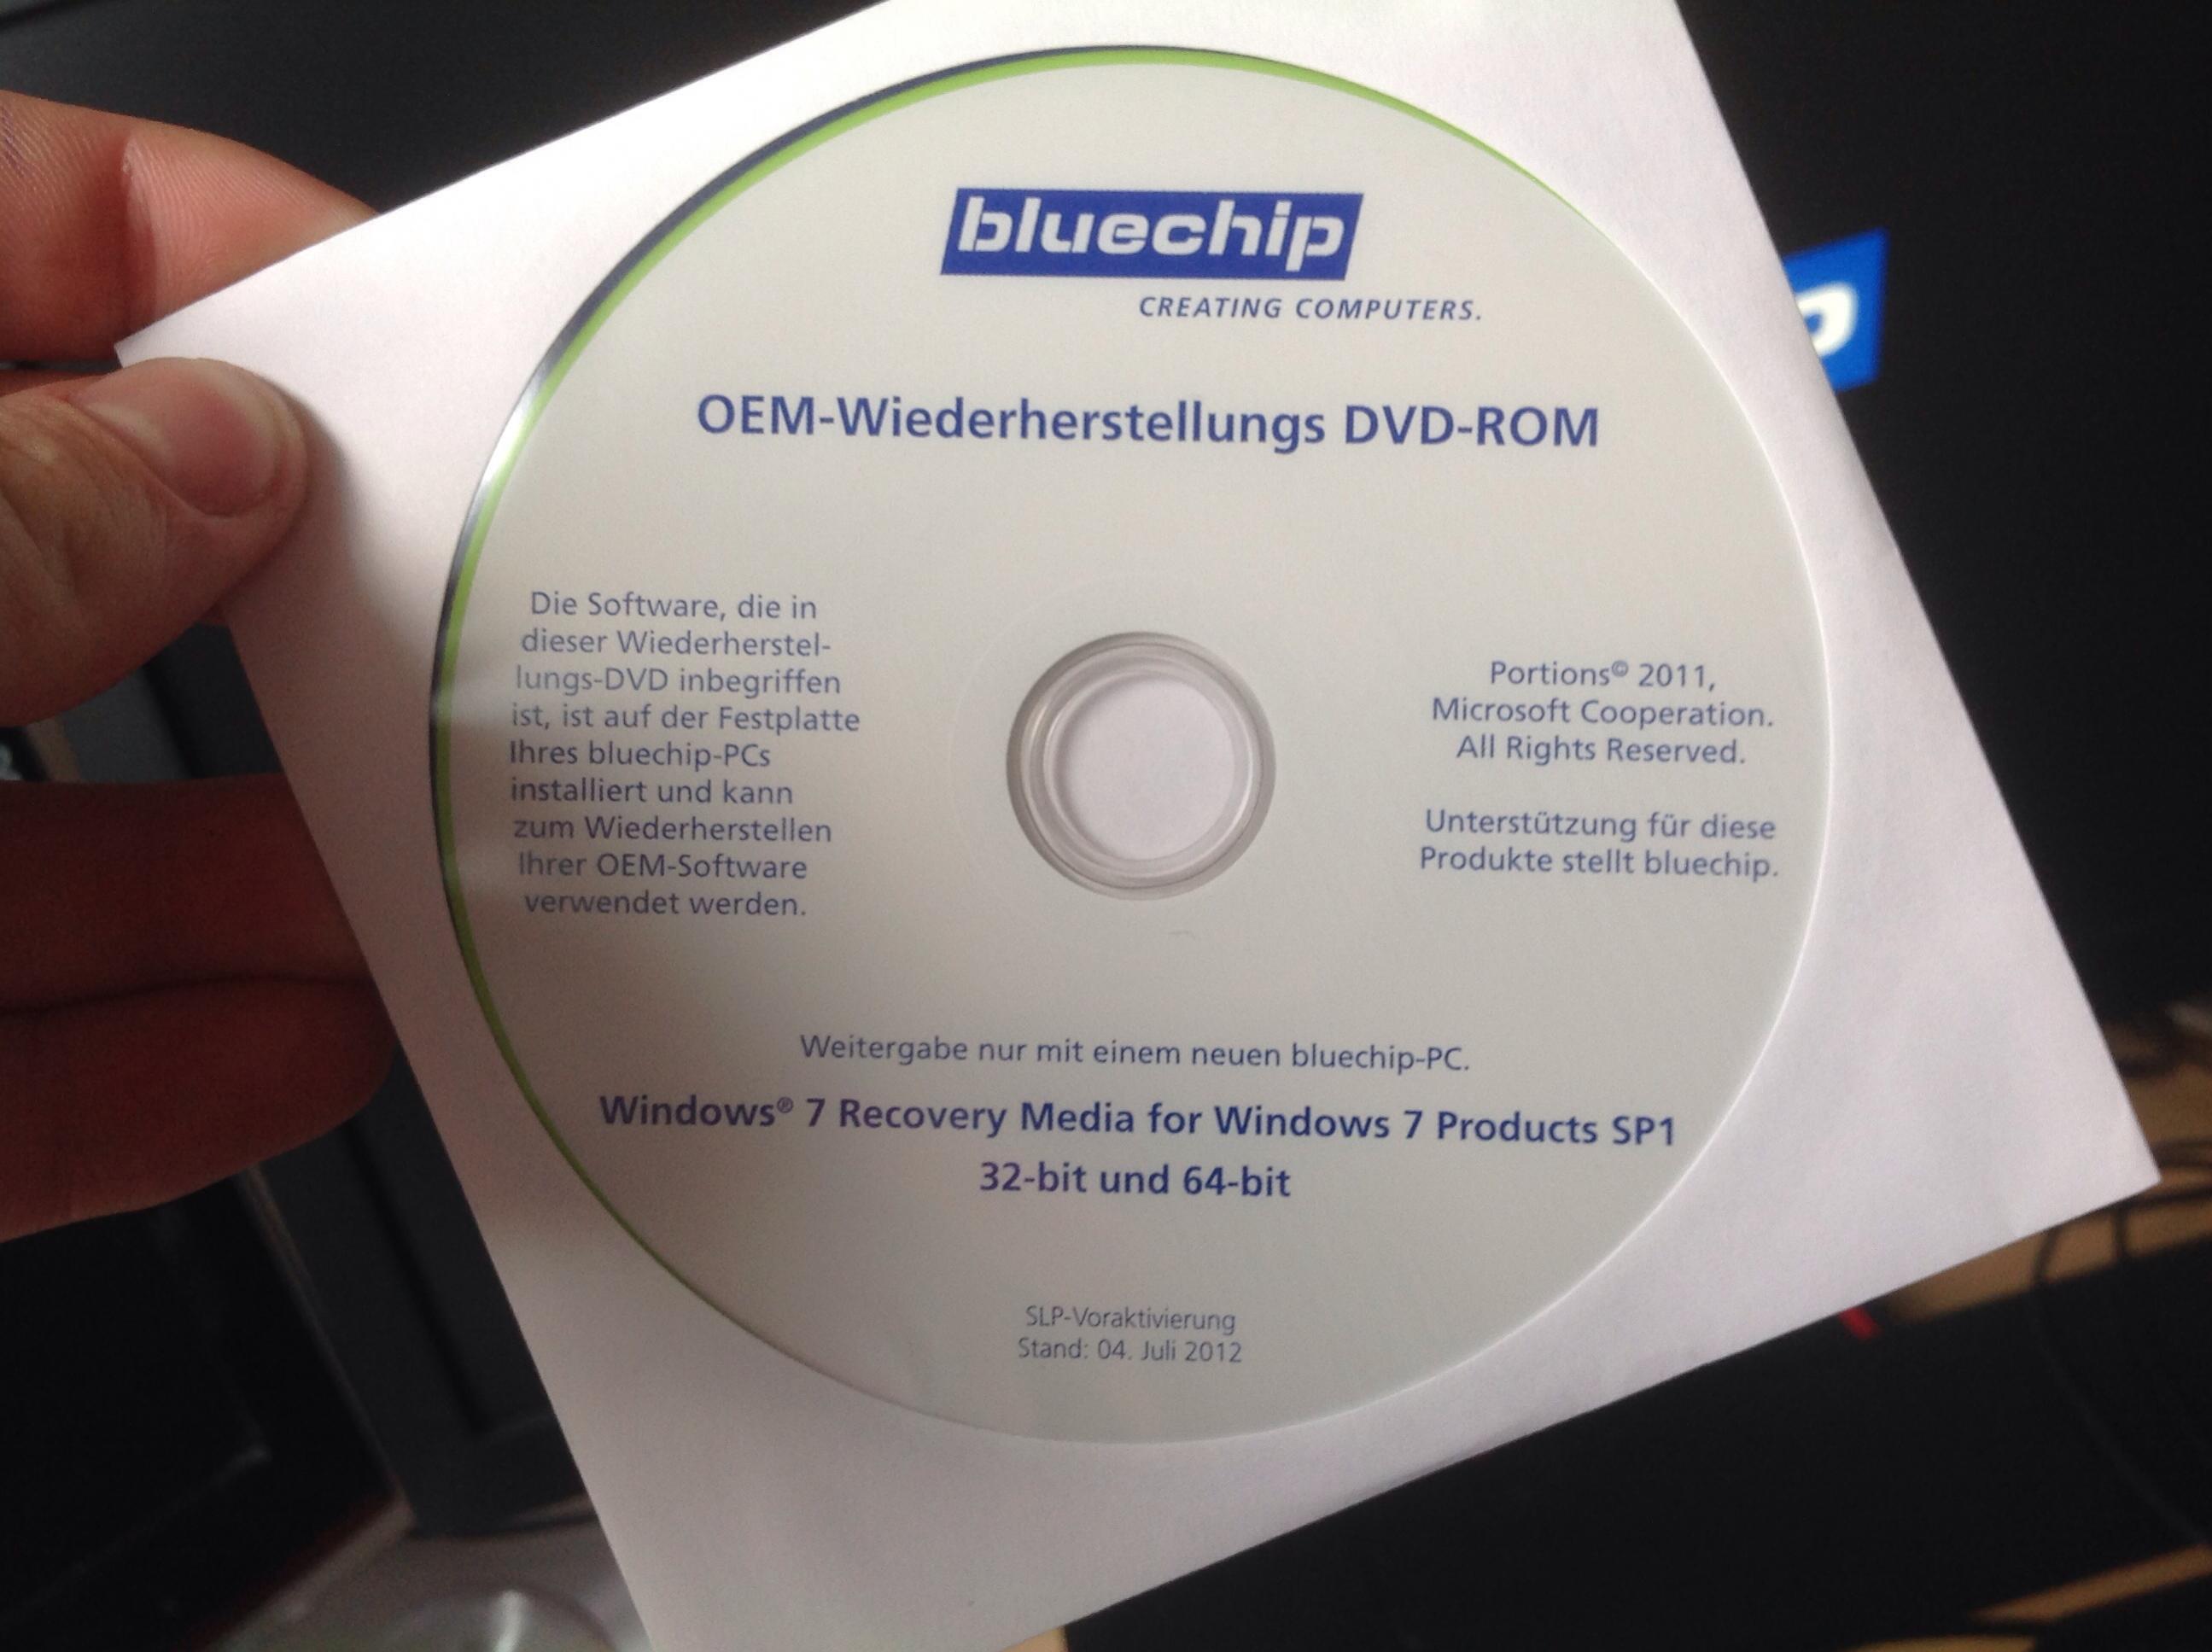 bluechip
CREATING COMPUTERS.
OEM-Wiederherstellungs DVD-ROM
Die Software, die in
dieser Wiederherstel-
lungs-DVD inbegriffen
ist, ist auf der Festplatte
Ihres bluechip-PCs
installiert und kann
zum Wiederherstellen
Ihrer OEM-Software
verwendet werden.
Portions© 2011,
Microsoft Cooperation.
All Rights Reserved.
Unterstützung für diese
Produkte stellt bluechip.
Weitergabe nur mit einem neuen bluechip-PC.
Windows® 7 Recovery Media for Windows 7 Products SP1
32-bit und 64-bit
SLP-Voraktivierung
Stand: 04. Juli 2012